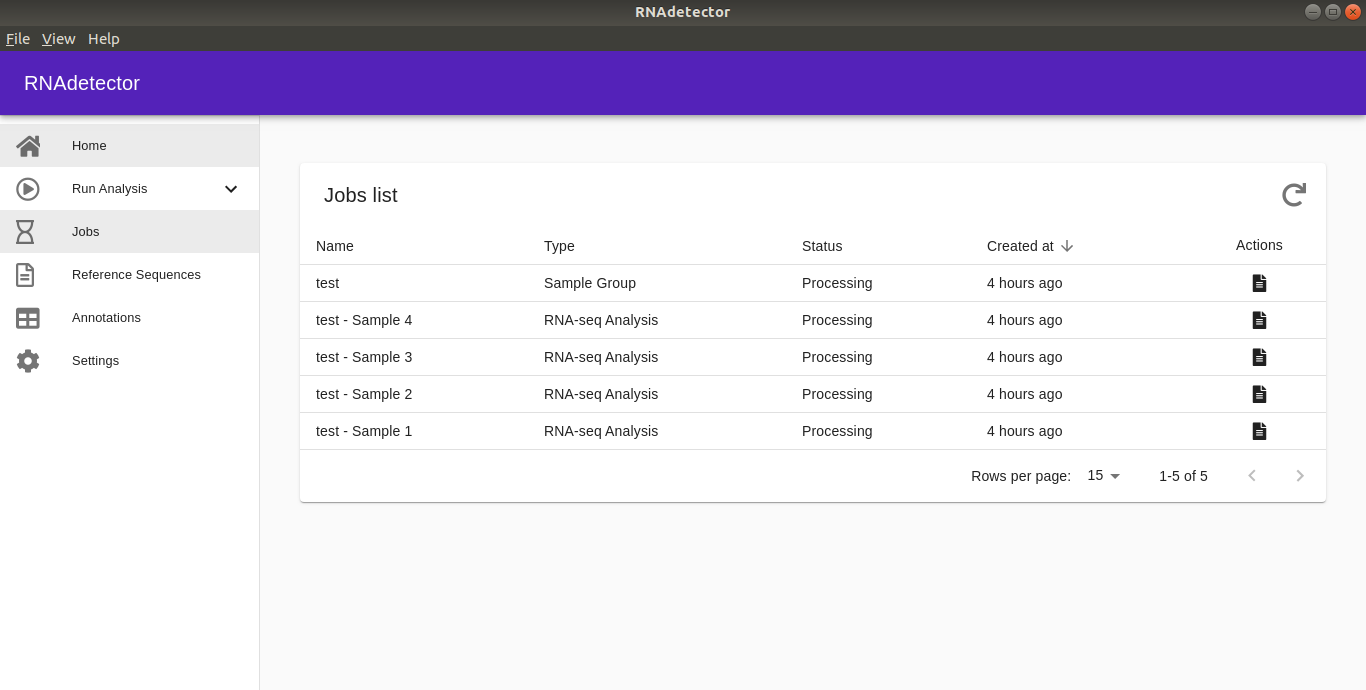 RNAdetector
File View Help
RNAdetector
Home
Run Analysis
Jobs
Reference Sequences
Annotations
Settings
Jobs list
Name Type Status Created at Actions
test Sample Group Processing 4 hours ago
test - Sample 4 RNA-seq Analysis Processing 4 hours ago
test - Sample 3 RNA-seq Analysis Processing 4 hours ago
test - Sample 2 RNA-seq Analysis Processing 4 hours ago
test - Sample 1 RNA-seq Analysis Processing 4 hours ago
Rows per page: 15 1-5 of 5